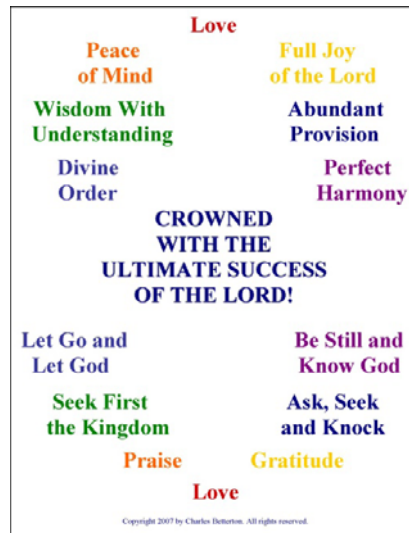 Love
Peace
of Mind
Full Joy
of the Lord
Wisdom With
Understanding
Abundant
Provision
Divine
Order
Perfect
Harmony
CROWNED
WITH THE
ULTIMATE SUCCESS
OF THE LORD!
Let Go and
Let God
Be Still and
Know God
Seek First
the Kingdom
Ask, Seek
and Knock
Praise
Gratitude
Love
Copyright 2007 by Charles Betterton. All rights reserved.